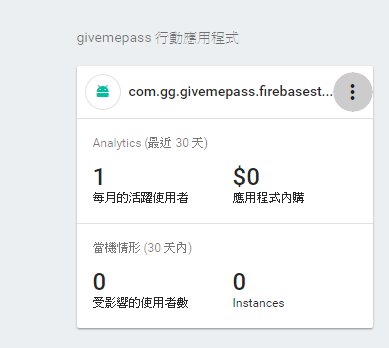 givemepass 行動應用程式
com.gg.givemepass.firebasest...
Analytics (最近 30 天)
1 $0
每月的活躍使用者 應用程式內購
當機情形 (30 天內)
0 0
受影響的使用者數 Instances